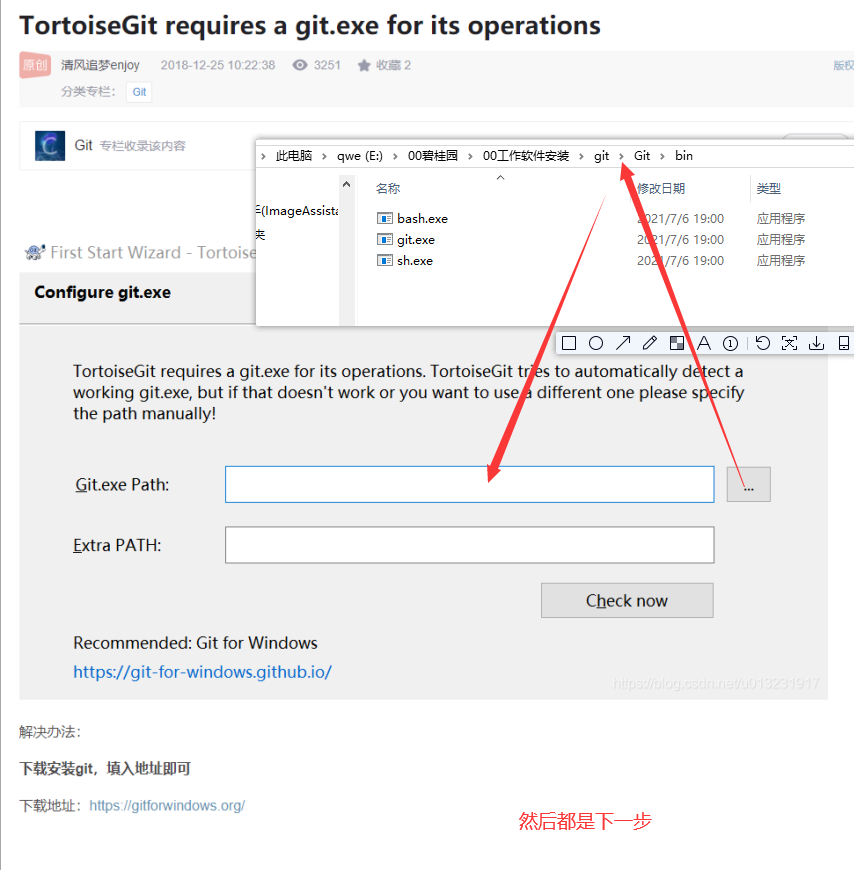 TortoiseGit requires a git.exe for its operations
原创 清风追梦enjoy 2018-12-25 10:22:38 3251 收藏 2 版权
分类专栏： Git
Git 专栏收录该内容
此电脑 qwe (E:) 00碧桂园 00工作软件安装 git Git bin
名称 修改日期 类型
(ImageAssista
夹
bash.exe 2021/7/6 19:00 应用程序
git.exe 2021/7/6 19:00 应用程序
sh.exe 2021/7/6 19:00 应用程序
First Start Wizard - Tortoise
Configure git.exe
TortoiseGit requires a git.exe for its operations. TortoiseGit tries to automatically detect a
working git.exe, but if that doesn't work or you want to use a different one please specify
the path manually!
Git.exe Path: ...
Extra PATH:
Check now
Recommended: Git for Windows
https://git-for-windows.github.io/
https://blog.csdn.net/u013231917
解决办法：
下载安装git，填入地址即可
下载地址：https://gitforwindows.org/
然后都是下一步